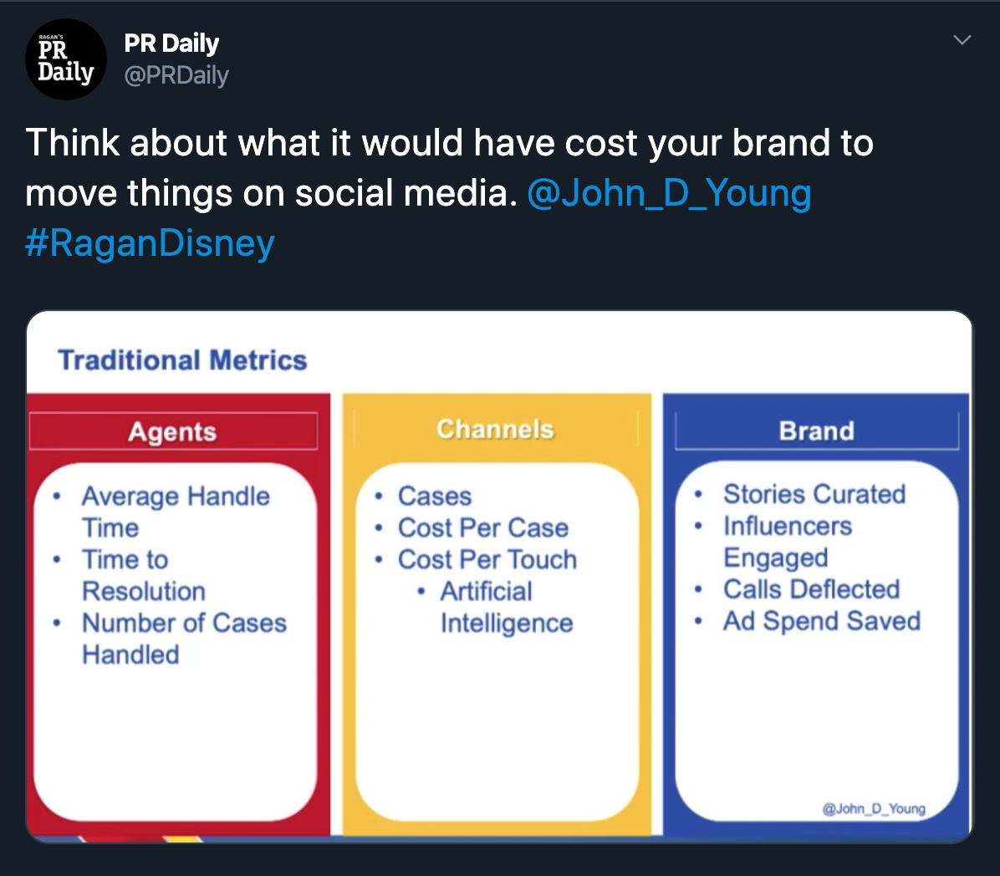 RAGAN'S
PR
Daily
PR Daily
@PRDaily
Think about what it would have cost your brand to
move things on social media. @John_D_Young
#RaganDisney
Traditional Metrics
Agents
• Average Handle
Time
• Time to
Resolution
• Number of Cases
Handled
Channels
• Cases
• Cost Per Case
• Cost Per Touch
• Artificial
Intelligence
Brand
• Stories Curated
• Influencers
Engaged
• Calls Deflected
• Ad Spend Saved
@John_D_Young